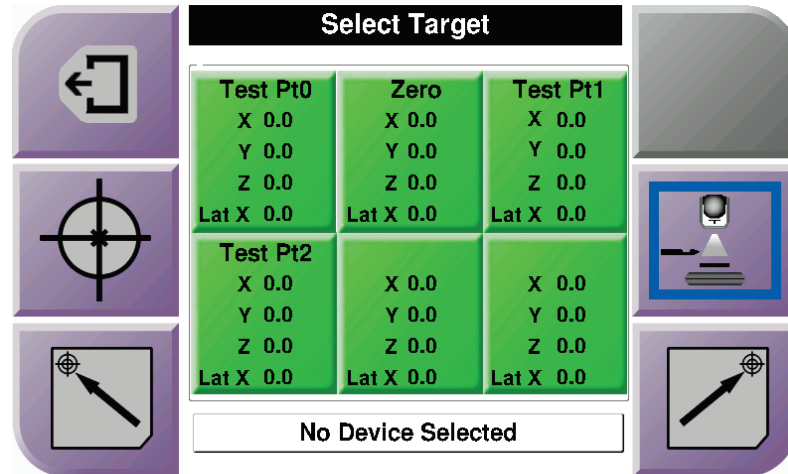 Select Target
Test Pt0
X 0.0
Y 0.0
Z 0.0
Lat X 0.0
Zero
X 0.0
Y 0.0
Z 0.0
Lat X 0.0
Test Pt1
X 0.0
Y 0.0
Z 0.0
Lat X 0.0
Test Pt2
X 0.0
Y 0.0
Z 0.0
Lat X 0.0
X 0.0
Y 0.0
Z 0.0
Lat X 0.0
X 0.0
Y 0.0
Z 0.0
Lat X 0.0
No Device Selected